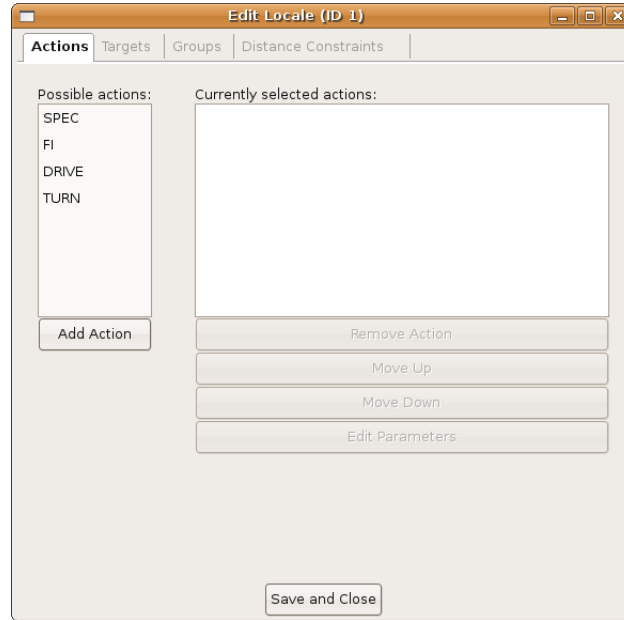 Edit Locale (ID 1)
Actions Targets Groups Distance Constraints
Possible actions: Currently selected actions:
SPEC
FI
DRIVE
TURN
Add Action Remove Action
Move Up
Move Down
Edit Parameters
Save and Close